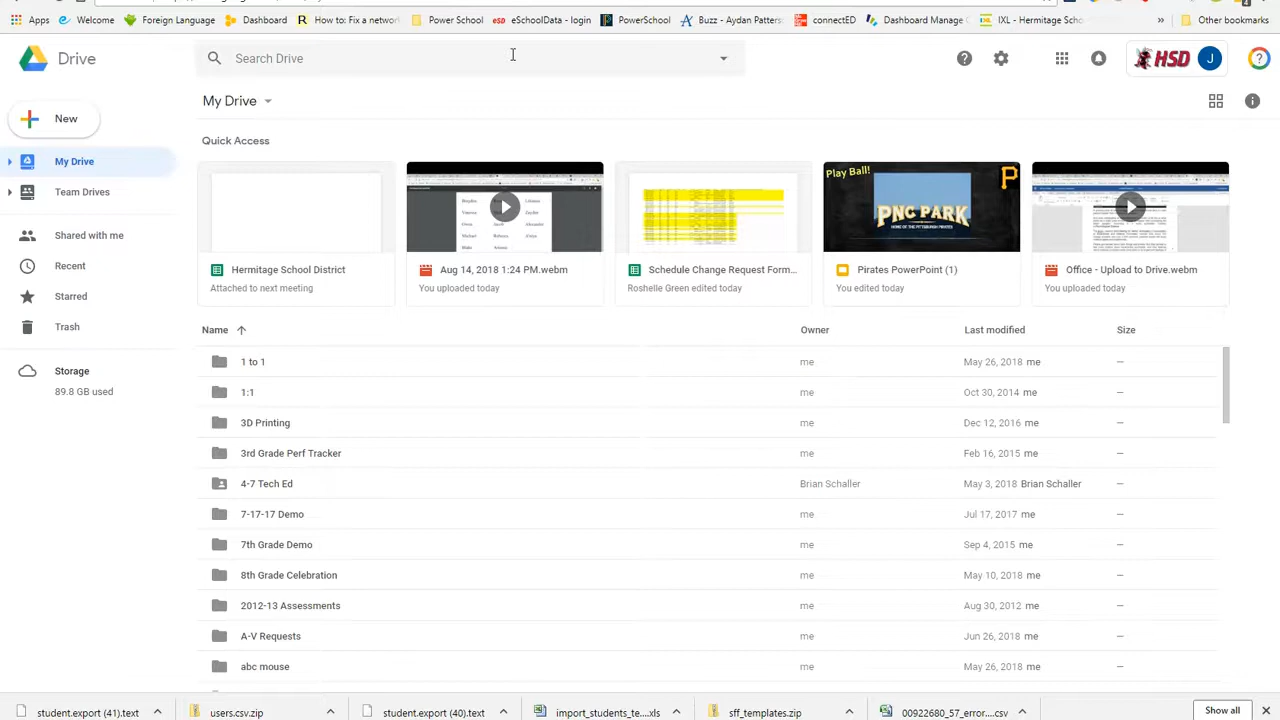 Apps Welcome Foreign Language Dashboard How to: Fix a netw Power School eSchoolData - login PowerSchool Buzz - Aydan Patters connectED Dashboard Manage IXL - Hermitage Scho » Other bookmarks
Drive Search Drive HSD J
My Drive
New
Quick Access
My Drive
Team Drives
Shared with me
Recent
Starred
Trash
Storage
89.8 GB used
Play Ball!
P
PNC PARK
HOME OF THE PITTSBURGH PIRATES
Hermitage School District
Attached to next meeting
Aug 14, 2018 1:24 PM.webm
You uploaded today
Schedule Change Request Form...
Roshelle Green edited today
Pirates PowerPoint (1)
You edited today
Office - Upload to Drive.webm
You uploaded today
Name Owner Last modified Size
1 to 1 me May 26, 2018 me —
1:1 me Oct 30, 2014 me —
3D Printing me Dec 12, 2016 me —
3rd Grade Perf Tracker me Feb 16, 2015 me —
4-7 Tech Ed Brian Schaller May 3, 2018 Brian Schaller —
7-17-17 Demo me Jul 17, 2017 me —
7th Grade Demo me Sep 4, 2015 me —
8th Grade Celebration me May 10, 2018 me —
2012-13 Assessments me Aug 30, 2012 me —
A-V Requests me Jun 26, 2018 me —
abc mouse me May 26, 2018 me —
student.export (41).text users.csv.zip student.export (40).text import_students_te....xls sff_templates.zip 00922680_57_error....csv Show all